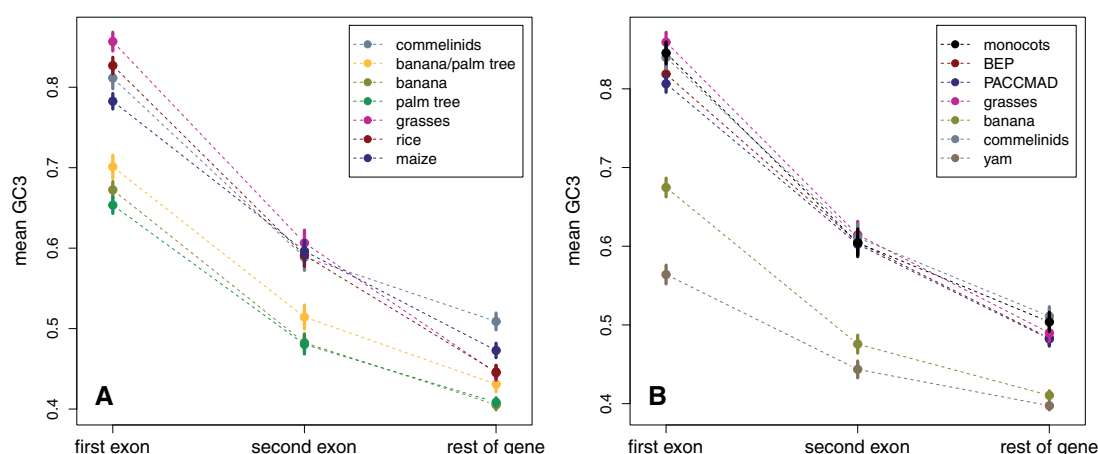 mean GC3
0.8
0.7
0.6
0.5
0.4
commelinids
banana/palm tree
banana
palm tree
grasses
rice
maize
A
first exon
second exon
rest of gene
mean GC3
0.8
0.7
0.6
0.5
0.4
monocots
BEP
PACCMAD
grasses
banana
commelinids
yam
B
first exon
second exon
rest of gene